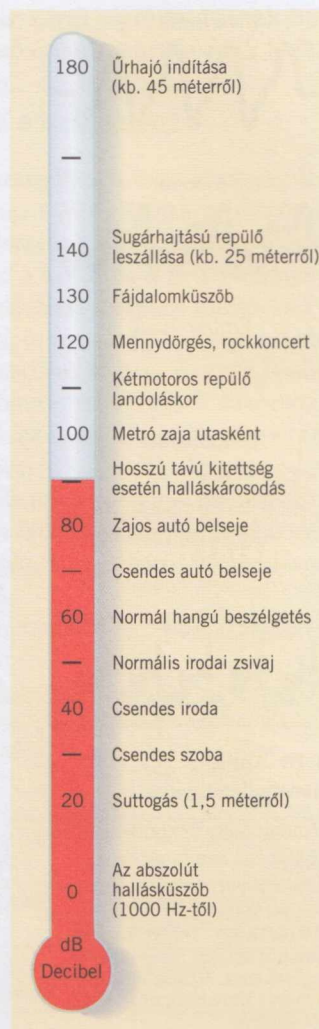 180 Űrhajó indítása
(kb. 45 méterről)
—
Sugárhajtású repülő
140 leszállása (kb. 25 méterről)
130 Fájdalomküszöb
120 Mennydörgés, rockkoncert
— Kétmotoros repülő
landoláskor
100 Metró zaja utasként
Hosszú távú kitettség
— esetén halláskárosodás
80 Zajos autó belseje
— Csendes autó belseje
60 Normál hangú beszélgetés
— Normális irodai zsivaj
40 Csendes iroda
— Csendes szoba
20 Suttogás (1,5 méterről)
Az abszolút
0 hallásküszöb
(1000 Hz-től)
dB
Decibel